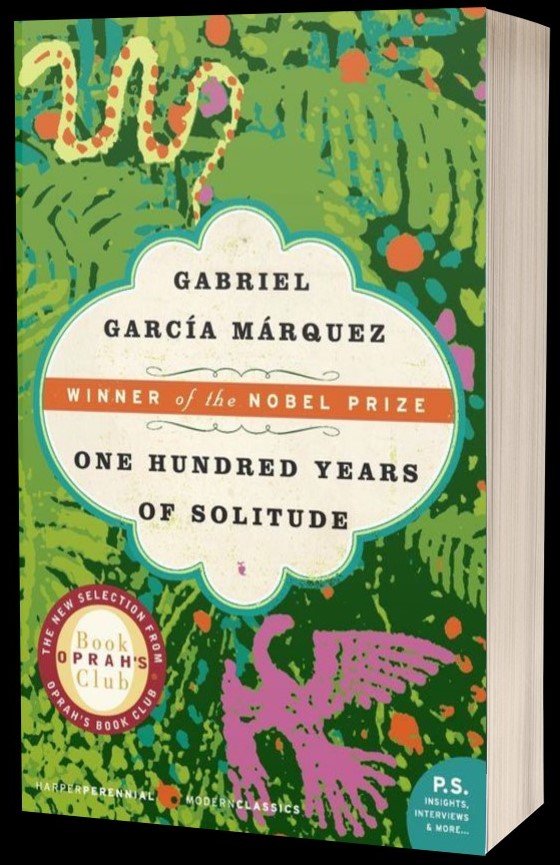 GABRIEL
GARCÍA MÁRQUEZ
WINNER of the NOBEL PRIZE
ONE HUNDRED YEARS
OF SOLITUDE
THE NEW SELECTION FROM
Book
OPRAH'S
Club
OPRAH'S BOOK CLUB
HARPERPERENNIAL MODERNCLASSICS
P.S.
INSIGHTS,
INTERVIEWS
& MORE...